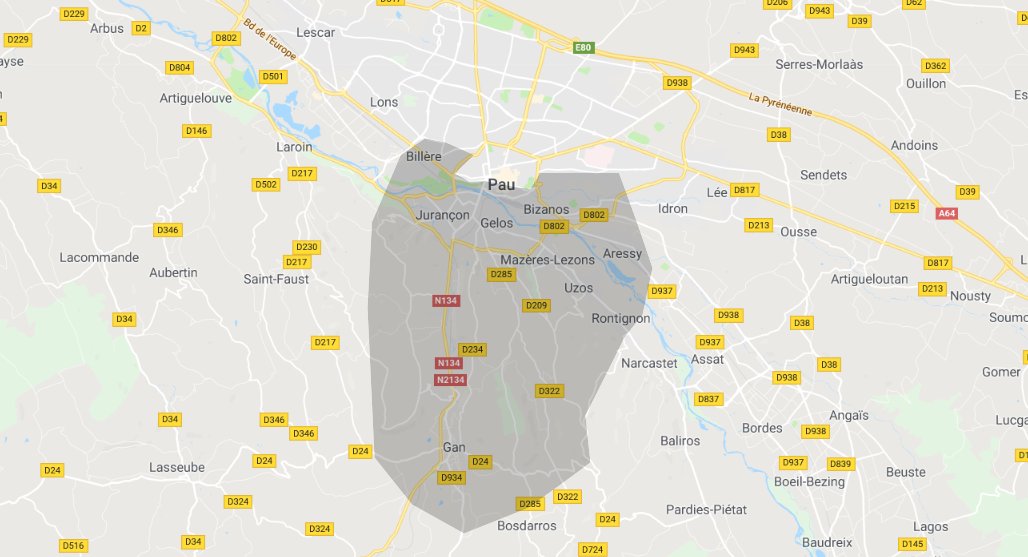 D317
D206
D943
D62
D229
Arbus
D2
Bd de l'Europe
Lescar
D39
D229
D802
E80
D943
ayse
D804
D501
D938
Serres-Morlaàs
D362
Ouillon
Artiguelouve
Lons
La Pyrénéenne
Es
D146
D38
Andoins
Laroin
Billère
D217
Sendets
D34
D502
Pau
Lée
D817
D39
Idron
D215
A64
Jurançon
Gelos
Bizanos
D802
D802
D213
Ousse
D346
D230
D217
Lacommande
Aubertin
Saint-Faust
Mazères-Lezons
Aressy
D285
Uzos
D817
L
Artigueloutan
D213
Nousty
D937
N134
D209
D34
Rontignon
D938
D38
Soumo
D217
D234
N134
N2134
D937
Narcastet
Assat
D38
D938
Gomer
D322
D837
D34
D346
D346
Angaïs
Bordes
D938
Lucga
Gan
Baliros
D24
D24
D24
D24
Lasseube
D934
D937
D839
Beuste
D1
Boeil-Bezing
D324
D322
D285
Pardies-Piétat
D324
Bosdarros
D24
Lagos
D516
D34
D724
Baudreix
D145